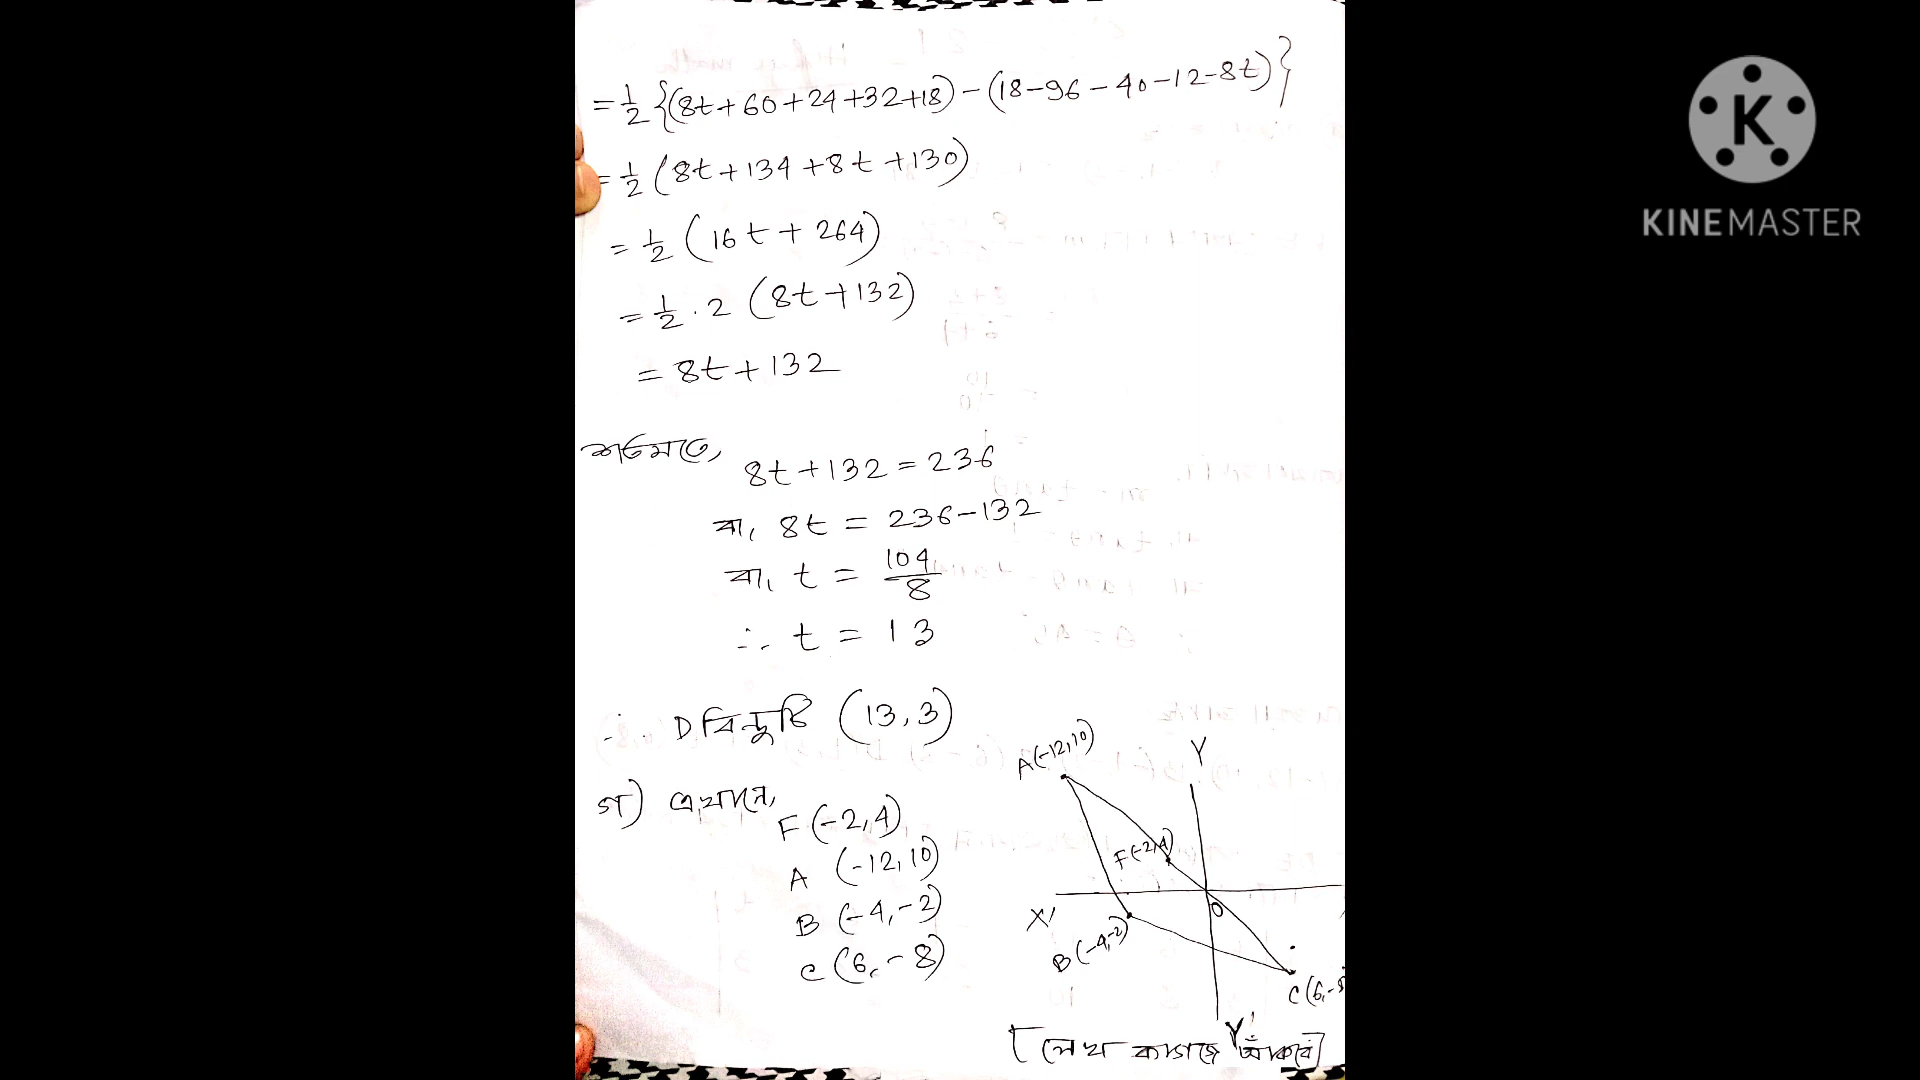 = 1/2 {(8t+60+24+32+18)-(18-96-40-12-8t)}
= 1/2 (8t+134+8t+130)
= 1/2 (16t+264)
= 1/2 . 2 (8t+132)
= 8t+132
শর্তমতে, 8t+132=236
বা, 8t = 236-132
বা, t = 104/8
∴ t = 13
∴ D বিন্দুটি (13,3)
গ) এখানে,
F (-2,4)
A (-12,10)
B (-4,-2)
C (6,-8)
A(-12,10)
Y
F(-2,4)
X'
O
B(-4,-2)
C(6,-8
Y'
[লেখ কাগজে আঁকবে]
K
KINEMASTER